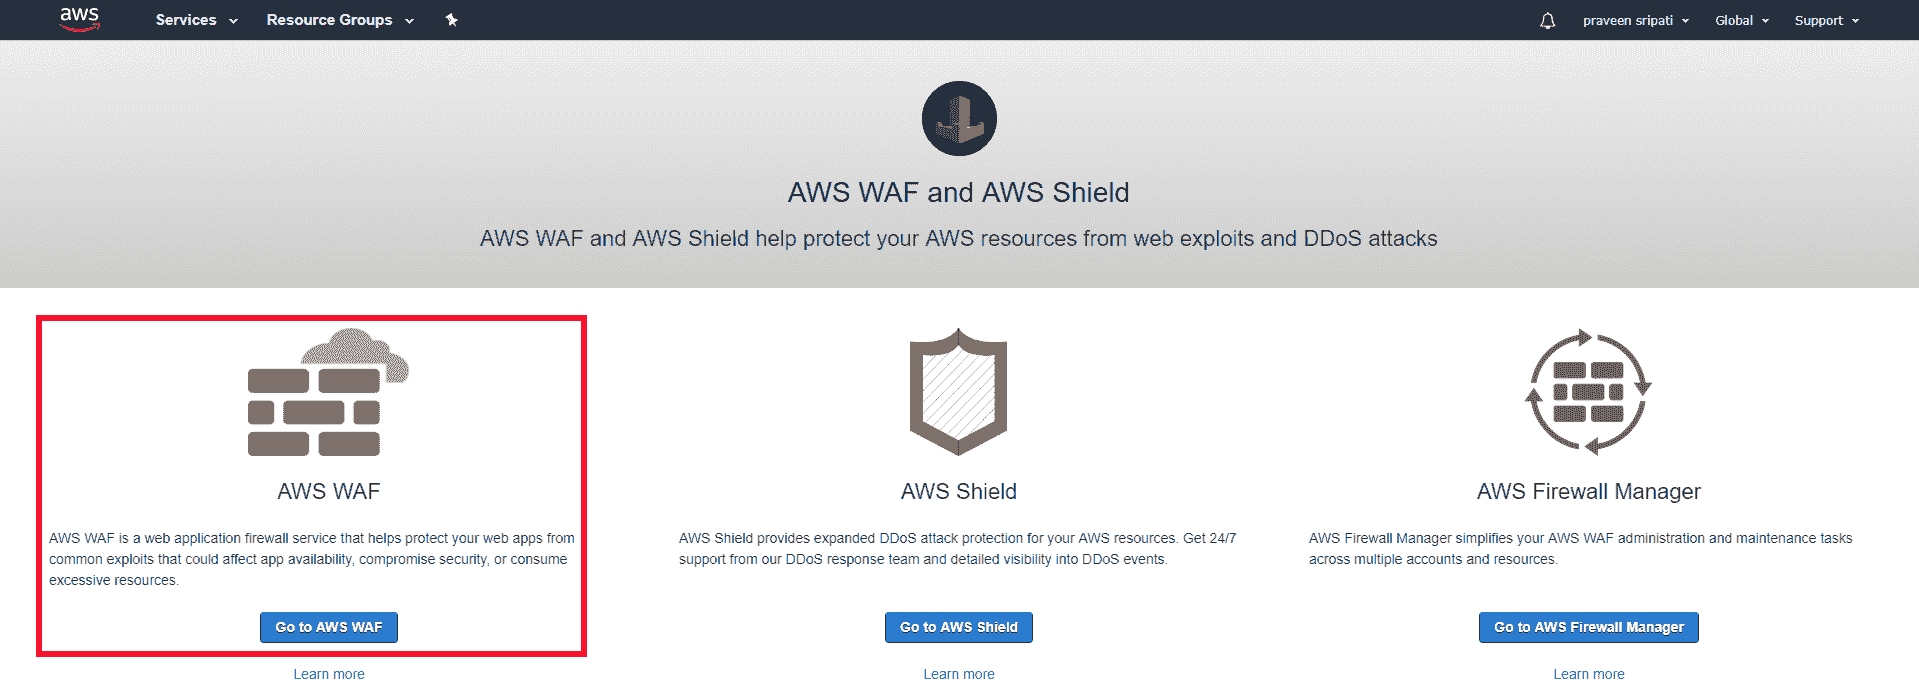 aws Services Resource Groups praveen sripati Global Support
AWS WAF and AWS Shield
AWS WAF and AWS Shield help protect your AWS resources from web exploits and DDoS attacks
AWS WAF
AWS WAF is a web application firewall service that helps protect your web apps from
common exploits that could affect app availability, compromise security, or consume
excessive resources.
Go to AWS WAF
Learn more
AWS Shield
AWS Shield provides expanded DDoS attack protection for your AWS resources. Get 24/7
support from our DDoS response team and detailed visibility into DDoS events.
Go to AWS Shield
Learn more
AWS Firewall Manager
AWS Firewall Manager simplifies your AWS WAF administration and maintenance tasks
across multiple accounts and resources.
Go to AWS Firewall Manager
Learn more